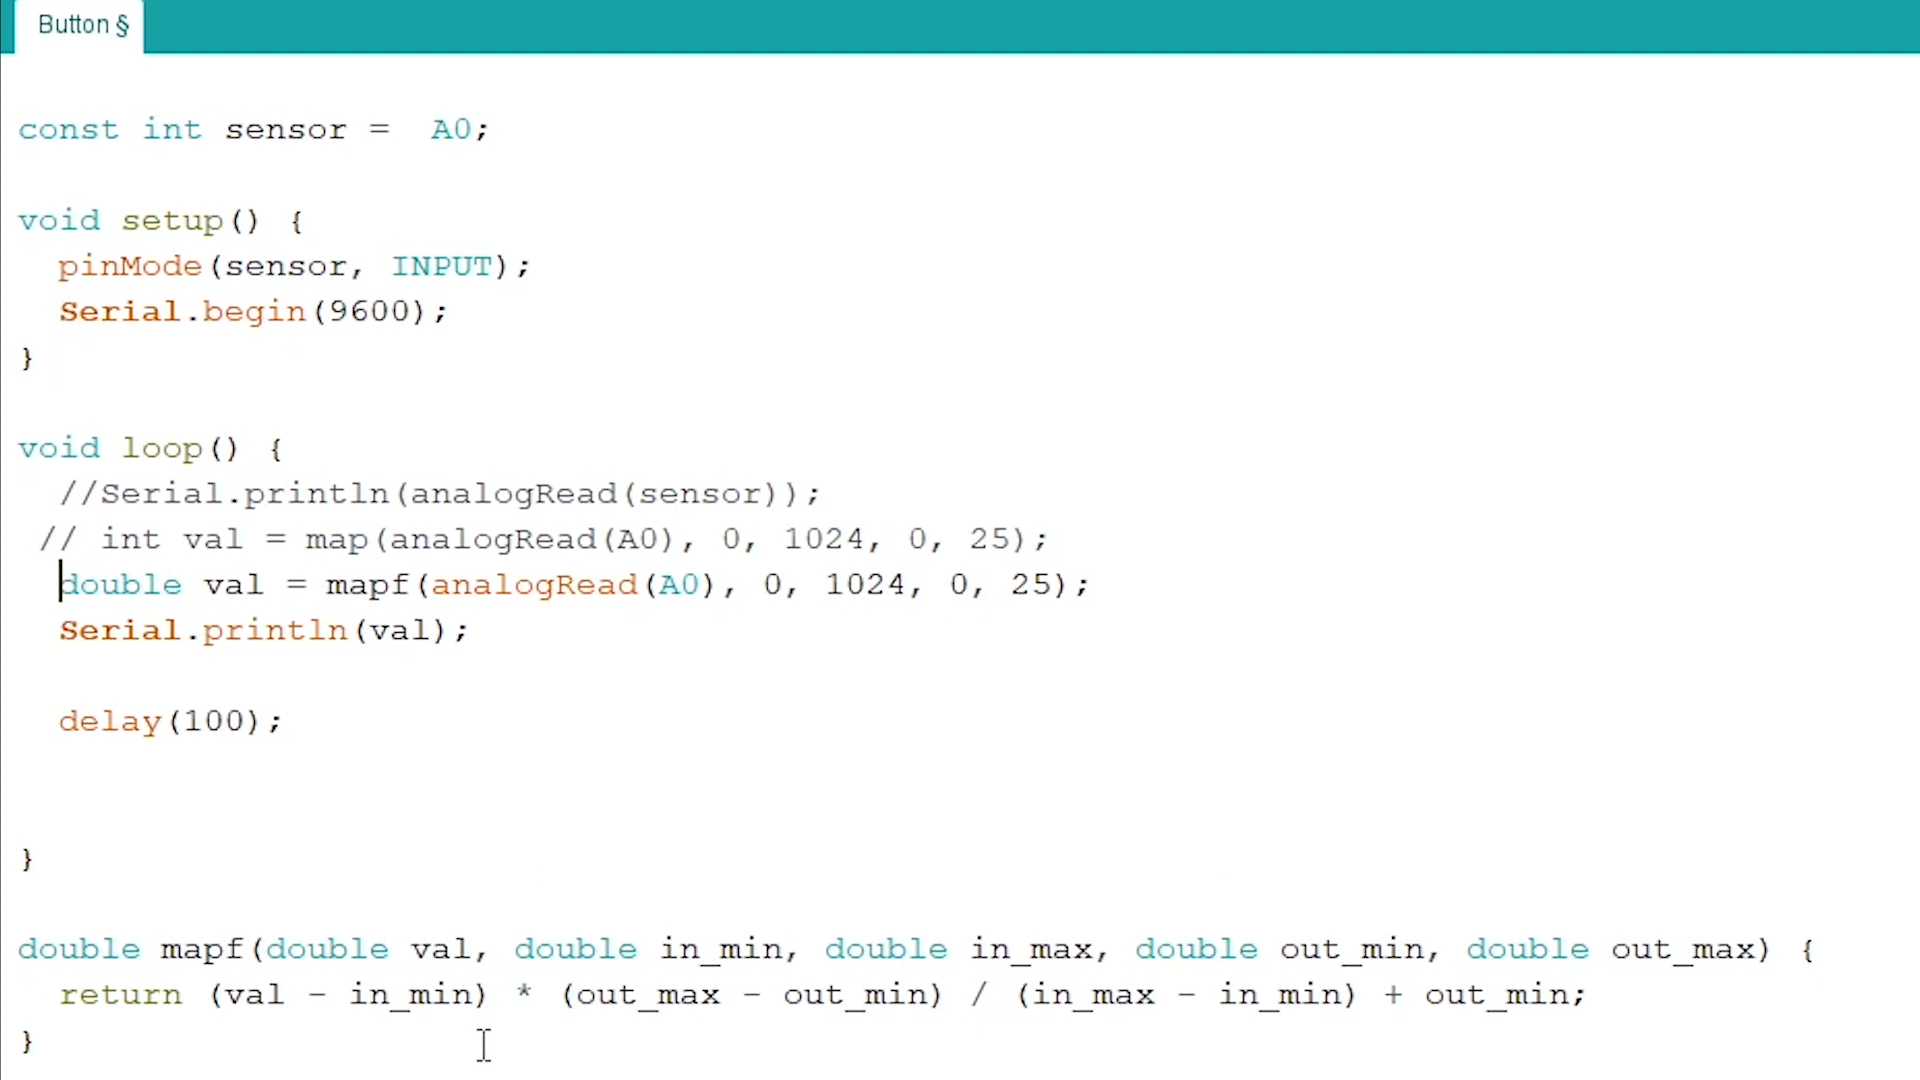 Button §
const int sensor =  A0;
void setup() {
  pinMode(sensor, INPUT);
  Serial.begin(9600);
}
void loop() {
  //Serial.println(analogRead(sensor));
 // int val = map(analogRead(A0), 0, 1024, 0, 25);
  double val = mapf(analogRead(A0), 0, 1024, 0, 25);
  Serial.println(val);
  delay(100);
}
double mapf(double val, double in_min, double in_max, double out_min, double out_max) {
  return (val - in_min) * (out_max - out_min) / (in_max - in_min) + out_min;
}